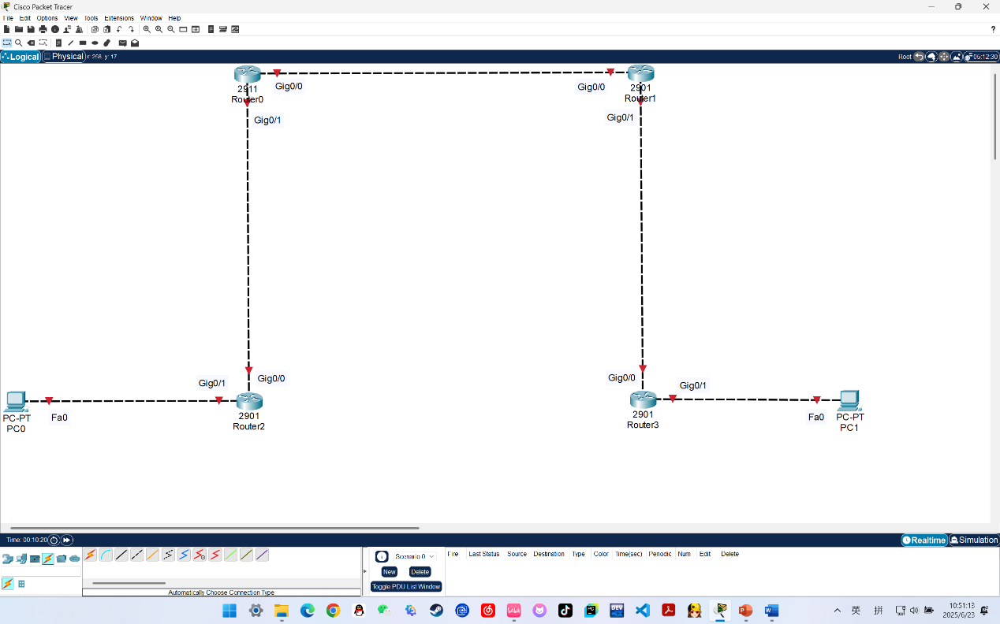 Cisco Packet Tracer
File Edit Options View Tools Extensions Window Help
?
Logical Physical x: 258, y: 17 Root 05:12:30
2911
Router0
Gig0/0
Gig0/1
Gig0/0
2901
Router1
Gig0/1
Gig0/1
Gig0/0
Gig0/0
Gig0/1
PC-PT
PC0
Fa0
2901
Router2
2901
Router3
Fa0
PC-PT
PC1
Time: 00:10:20 Realtime Simulation
Scenario 0
New Delete
Toggle PDU List Window
Fire Last Status Source Destination Type Color Time(sec) Periodic Num Edit Delete
Automatically Choose Connection Type
英 拼 10:51:13
2025/6/23